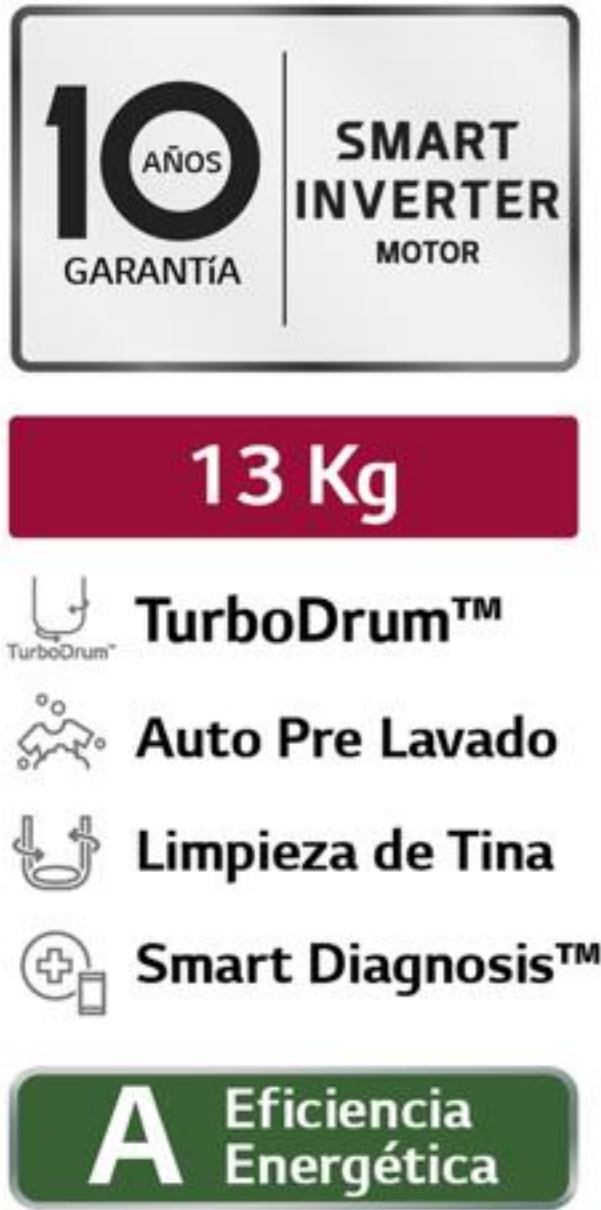 10 AÑOS
GARANTíA
SMART
INVERTER
MOTOR
13 Kg
TurboDrum™
TurboDrum™
Auto Pre Lavado
Limpieza de Tina
Smart Diagnosis™
A Eficiencia
Energética